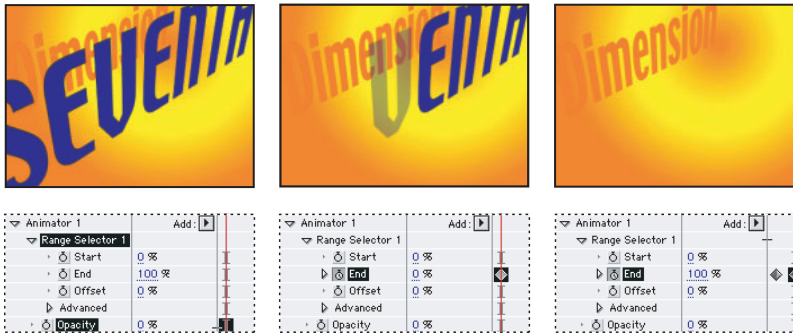 Dimension
SEVENTH
Dimension
VENTH
Dimension
Animator 1 Add:
Range Selector 1
Start 0 %
End 100 %
Offset 0 %
Advanced
Opacity 0 %
Animator 1 Add:
Range Selector 1
Start 0 %
End 0 %
Offset 0 %
Advanced
Opacity 0 %
Animator 1 Add:
Range Selector 1
Start 0 %
End 100 %
Offset 0 %
Advanced
Opacity 0 %